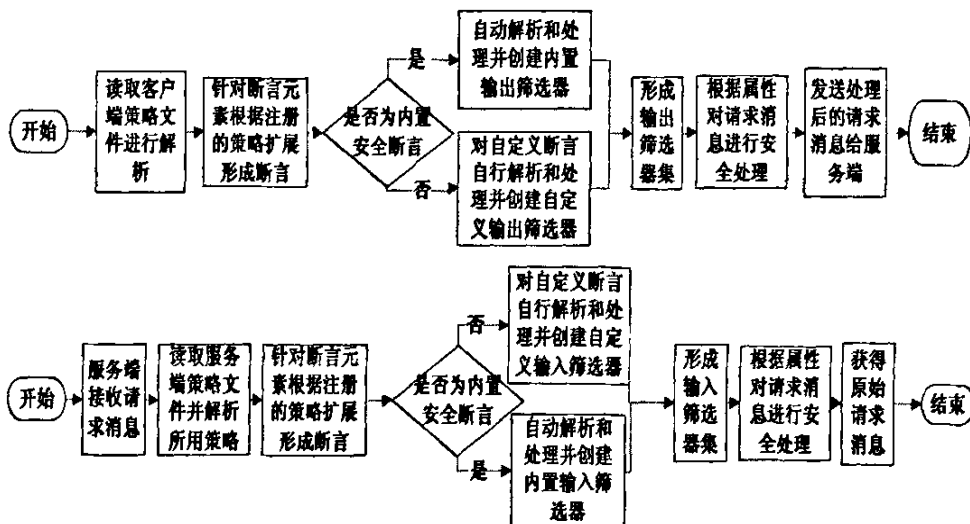 开始
读取客户
端策略文
件进行解
析
针对断言元
素根据注册
的策略扩展
形成断言
是否为内置
安全断言
是
自动解析和处
理并创建内置
输出筛选器
否
对自定义断言
自行解析和处
理并创建自定
义输出筛选器
形成
输出
筛选
器集
根据属性
对请求消
息进行安
全处理
发送处理
后的请求
消息给服
务端
结束
开始
服务端
接收请
求消息
读取服务
端策略文
件并解析
所用策略
针对断言元
素根据注册
的策略扩展
形成断言
是否为内置
安全断言
否
对自定义断言
自行解析和处
理并创建自定
义输入筛选器
是
自动解析和
处理并创建
内置输入筛
选器
形成
输入
筛选
器集
根据属性
对请求消
息进行安
全处理
获得
原始
请求
消息
结束